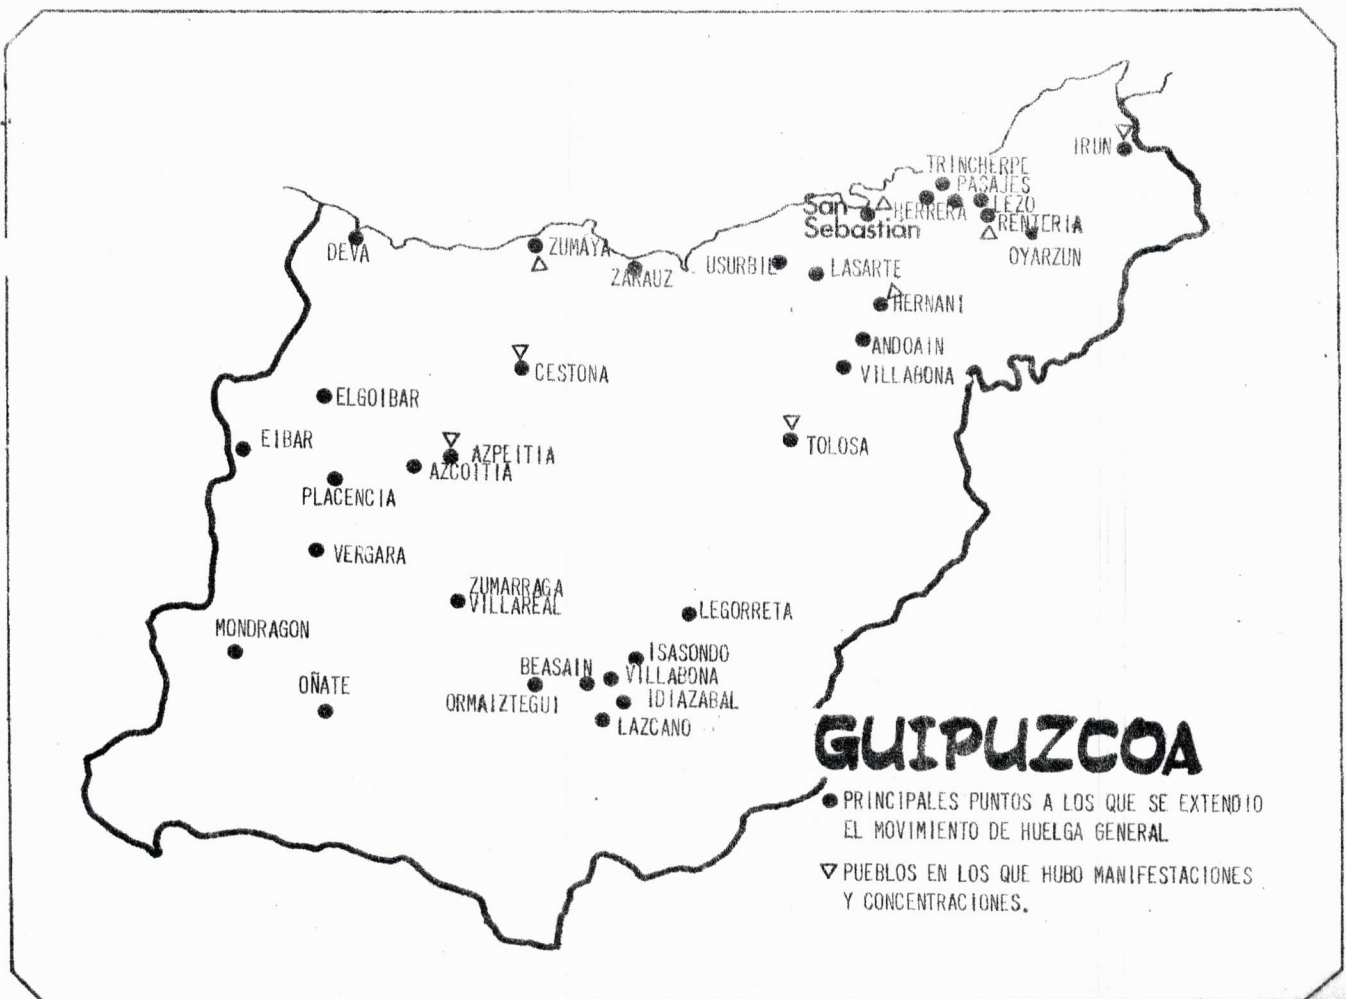 IRUN
TRINCHERPE
PASAJES
LEZO
San
Sebastián
HERRERA
RENTERIA
OYARZUN
DEVA
ZUMAYA
ZARAUZ
USURBIL
LASARTE
HERNANI
ANDOAIN
VILLABONA
CESTONA
ELGOIBAR
EIBAR
AZPEITIA
AZCOITIA
TOLOSA
PLACENCIA
VERGARA
ZUMARRAGA
VILLAREAL
LEGORRETA
MONDRAGON
ISASONDO
BEASAIN
VILLABONA
OÑATE
ORMAIZTEGUI
IDIAZABAL
LAZCANO
GUIPUZCOA
PRINCIPALES PUNTOS A LOS QUE SE EXTENDIO
EL MOVIMIENTO DE HUELGA GENERAL
PUEBLOS EN LOS QUE HUBO MANIFESTACIONES
Y CONCENTRACIONES.